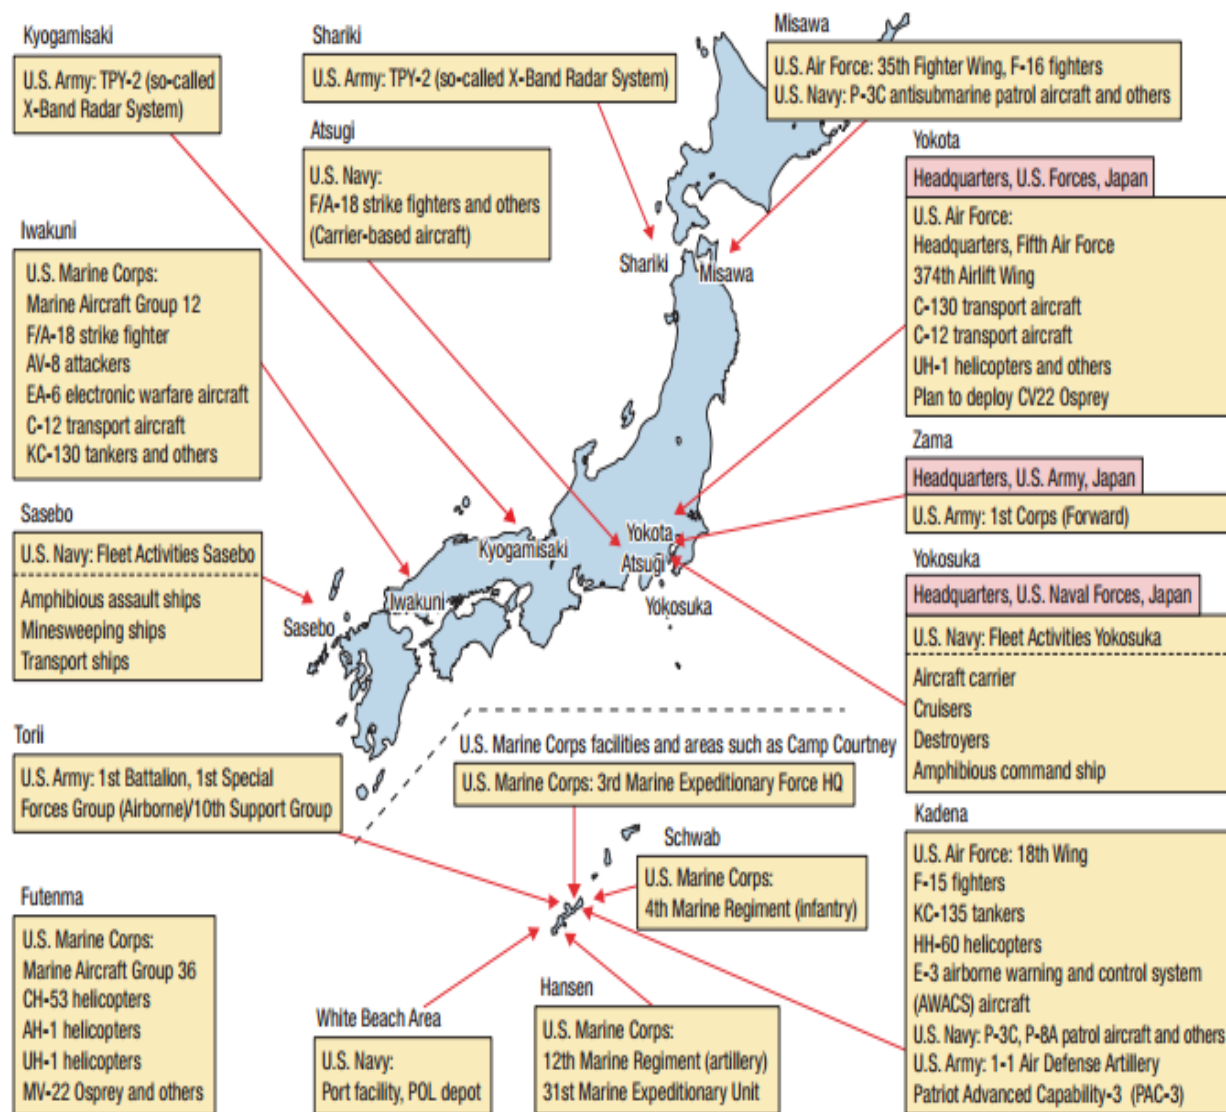 Kyogamisaki
U.S. Army: TPY-2 (so-called
X-Band Radar System)
Shariki
U.S. Army: TPY-2 (so-called X-Band Radar System)
Misawa
U.S. Air Force: 35th Fighter Wing, F-16 fighters
U.S. Navy: P-3C antisubmarine patrol aircraft and others
Atsugi
U.S. Navy:
F/A-18 strike fighters and others
(Carrier-based aircraft)
Yokota
Headquarters, U.S. Forces, Japan
U.S. Air Force:
Headquarters, Fifth Air Force
374th Airlift Wing
C-130 transport aircraft
C-12 transport aircraft
UH-1 helicopters and others
Plan to deploy CV22 Osprey
Iwakuni
U.S. Marine Corps:
Marine Aircraft Group 12
F/A-18 strike fighter
AV-8 attackers
EA-6 electronic warfare aircraft
C-12 transport aircraft
KC-130 tankers and others
Shariki
Misawa
Zama
Headquarters, U.S. Army, Japan
U.S. Army: 1st Corps (Forward)
Sasebo
U.S. Navy: Fleet Activities Sasebo
Amphibious assault ships
Minesweeping ships
Transport ships
Kyogamisaki
Yokota
Atsugi
Yokosuka
Iwakuni
Sasebo
Yokosuka
Headquarters, U.S. Naval Forces, Japan
U.S. Navy: Fleet Activities Yokosuka
Aircraft carrier
Cruisers
Destroyers
Amphibious command ship
Torii
U.S. Army: 1st Battalion, 1st Special
Forces Group (Airborne)/10th Support Group
U.S. Marine Corps facilities and areas such as Camp Courtney
U.S. Marine Corps: 3rd Marine Expeditionary Force HQ
Schwab
U.S. Marine Corps:
4th Marine Regiment (infantry)
Kadena
U.S. Air Force: 18th Wing
F-15 fighters
KC-135 tankers
HH-60 helicopters
E-3 airborne warning and control system
(AWACS) aircraft
U.S. Navy: P-3C, P-8A patrol aircraft and others
U.S. Army: 1-1 Air Defense Artillery
Patriot Advanced Capability-3 (PAC-3)
Futenma
U.S. Marine Corps:
Marine Aircraft Group 36
CH-53 helicopters
AH-1 helicopters
UH-1 helicopters
MV-22 Osprey and others
White Beach Area
U.S. Navy:
Port facility, POL depot
Hansen
U.S. Marine Corps:
12th Marine Regiment (artillery)
31st Marine Expeditionary Unit